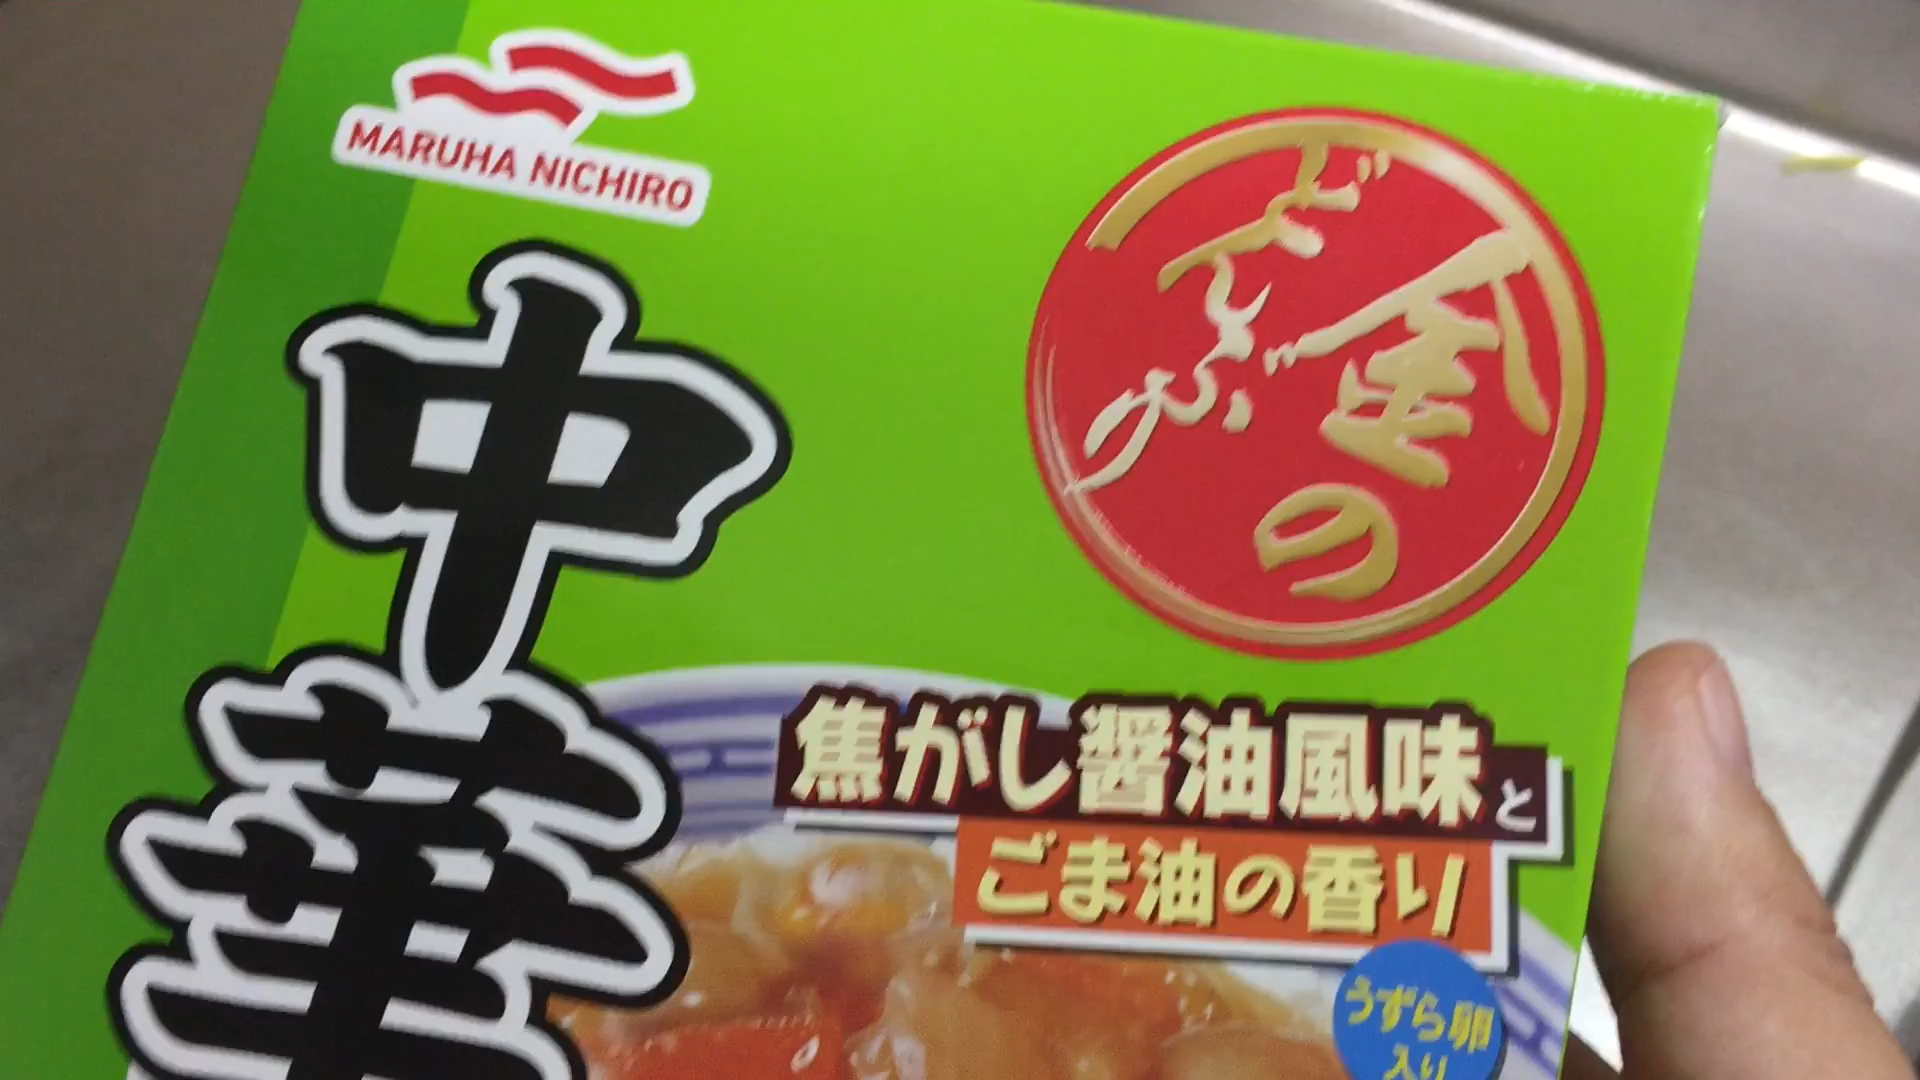 MARUHA NICHIRO
金の
どんぶり
中華
焦がし醤油風味と
ごま油の香り
うずら卵
入り